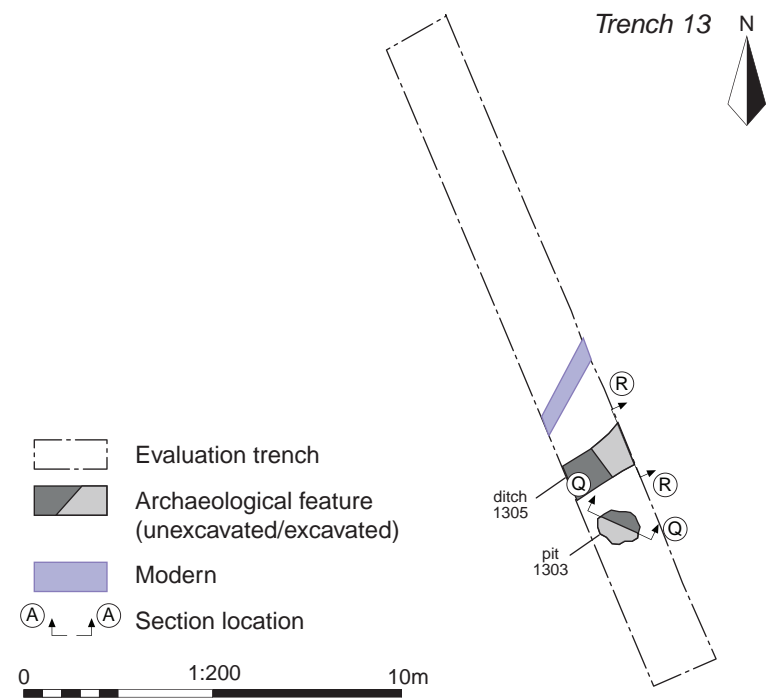 Trench 13
N
R
R
Q
Q
ditch
1305
pit
1303
Evaluation trench
Archaeological feature
(unexcavated/excavated)
Modern
A A Section location
0 1:200 10m